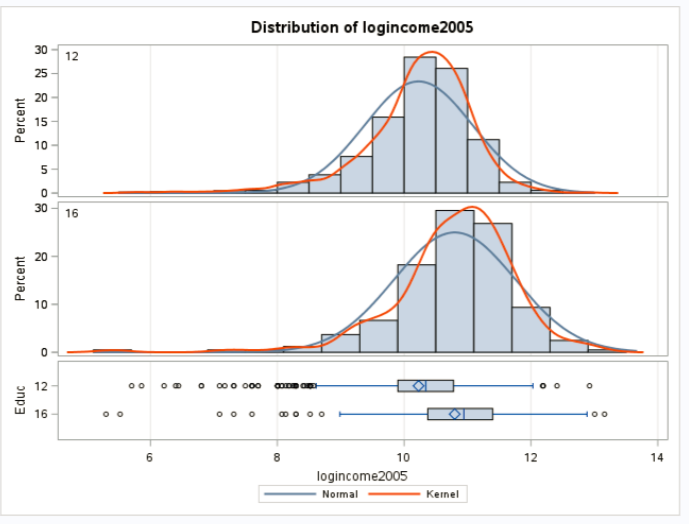 Distribution of logincome2005
12
30
25
20
15
10
5
0
Percent
16
30
20
10
0
Percent
12
16
Educ
6 8 10 12 14
logincome2005
Normal Kernel